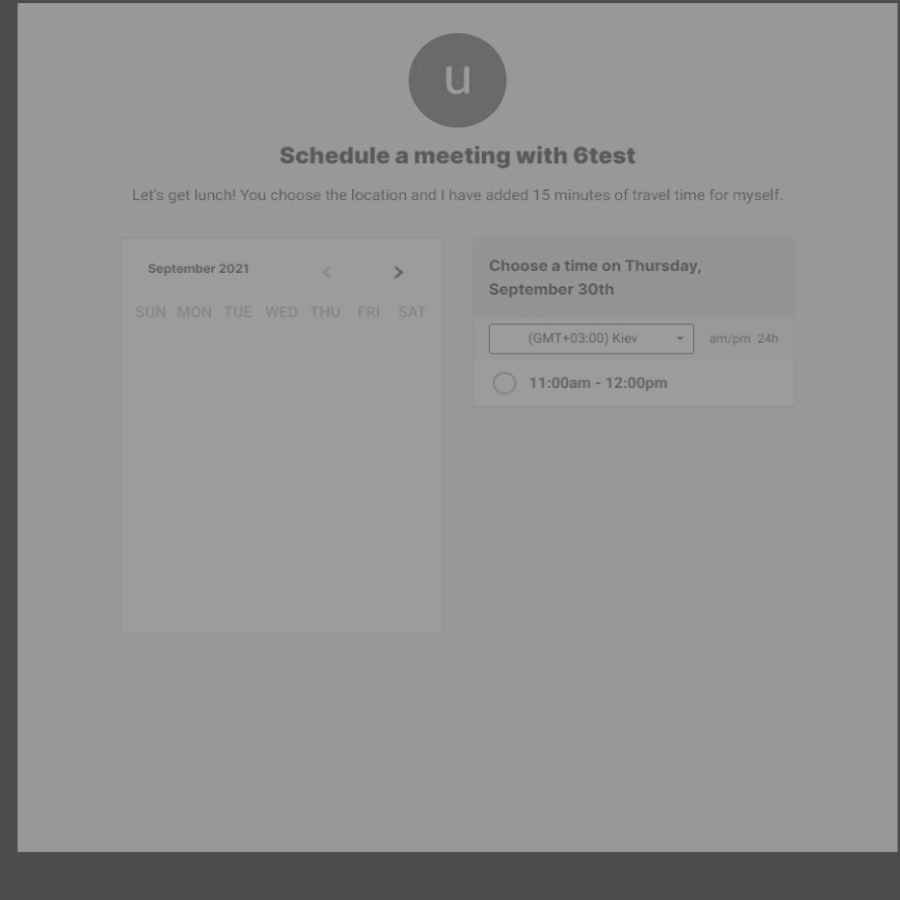 u
Schedule a meeting with 6test
Let's get lunch! You choose the location and I have added 15 minutes of travel time for myself.
September 2021
SUN MON TUE WED THU FRI SAT
Choose a time on Thursday,
September 30th
(GMT+03:00) Kiev am/pm 24h
11:00am - 12:00pm